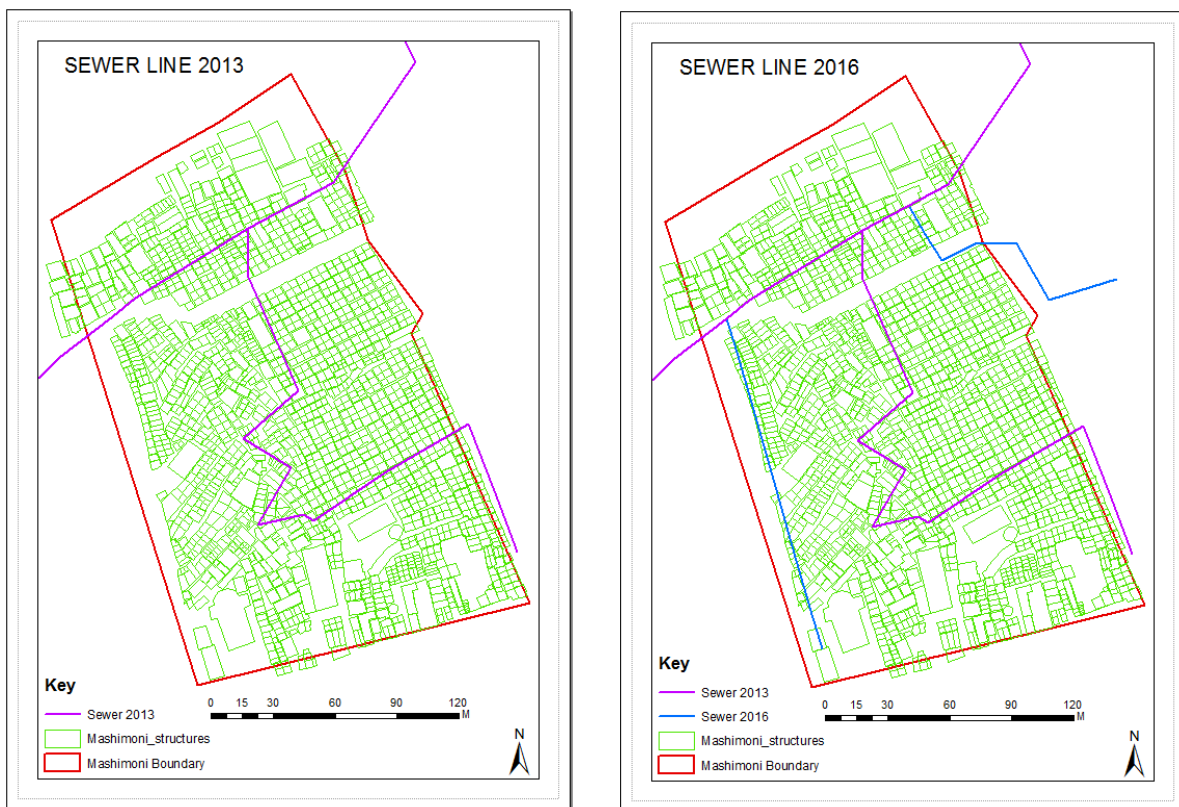 SEWER LINE 2013
Key
Sewer 2013
Mashimoni_structures
Mashimoni Boundary
0 15 30 60 90 120
M
N
SEWER LINE 2016
Key
Sewer 2013
Sewer 2016
Mashimoni_structures
Mashimoni Boundary
0 15 30 60 90 120
M
N